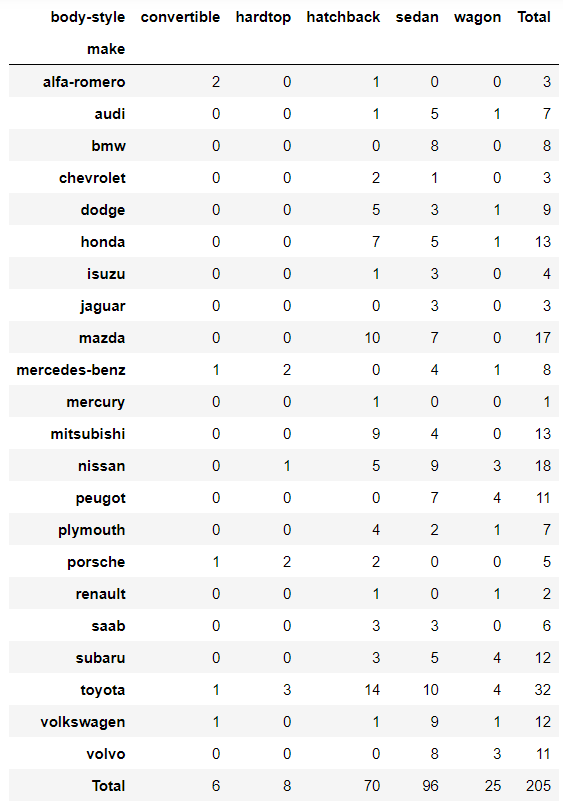 body-style convertible hardtop hatchback sedan wagon Total
make
alfa-romero 2 0 1 0 0 3
audi 0 0 1 5 1 7
bmw 0 0 0 8 0 8
chevrolet 0 0 2 1 0 3
dodge 0 0 5 3 1 9
honda 0 0 7 5 1 13
isuzu 0 0 1 3 0 4
jaguar 0 0 0 3 0 3
mazda 0 0 10 7 0 17
mercedes-benz 1 2 0 4 1 8
mercury 0 0 1 0 0 1
mitsubishi 0 0 9 4 0 13
nissan 0 1 5 9 3 18
peugot 0 0 0 7 4 11
plymouth 0 0 4 2 1 7
porsche 1 2 2 0 0 5
renault 0 0 1 0 1 2
saab 0 0 3 3 0 6
subaru 0 0 3 5 4 12
toyota 1 3 14 10 4 32
volkswagen 1 0 1 9 1 12
volvo 0 0 0 8 3 11
Total 6 8 70 96 25 205